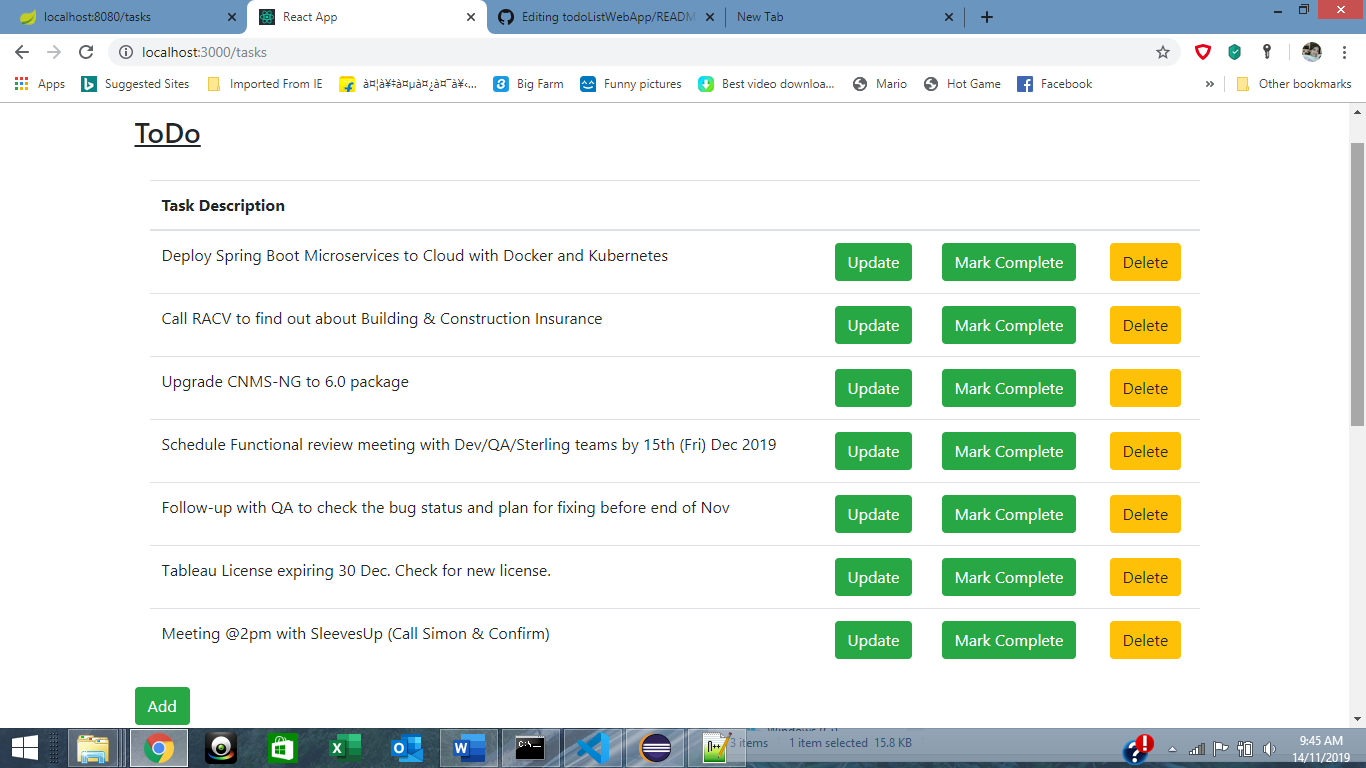 localhost:8080/tasks
React App
Editing todoListWebApp/READM
New Tab
localhost:3000/tasks
Apps
Suggested Sites
Imported From IE
à¤¦à¥‡à¤µà¤¿à¤¯à¥‹...
Big Farm
Funny pictures
Best video downloa...
Mario
Hot Game
Facebook
»
Other bookmarks
ToDo
Task Description
Deploy Spring Boot Microservices to Cloud with Docker and Kubernetes Update Mark Complete Delete
Call RACV to find out about Building & Construction Insurance Update Mark Complete Delete
Upgrade CNMS-NG to 6.0 package Update Mark Complete Delete
Schedule Functional review meeting with Dev/QA/Sterling teams by 15th (Fri) Dec 2019 Update Mark Complete Delete
Follow-up with QA to check the bug status and plan for fixing before end of Nov Update Mark Complete Delete
Tableau License expiring 30 Dec. Check for new license. Update Mark Complete Delete
Meeting @2pm with SleevesUp (Call Simon & Confirm) Update Mark Complete Delete
Add
3 items 1 item selected 15.8 KB
9:45 AM
14/11/2019